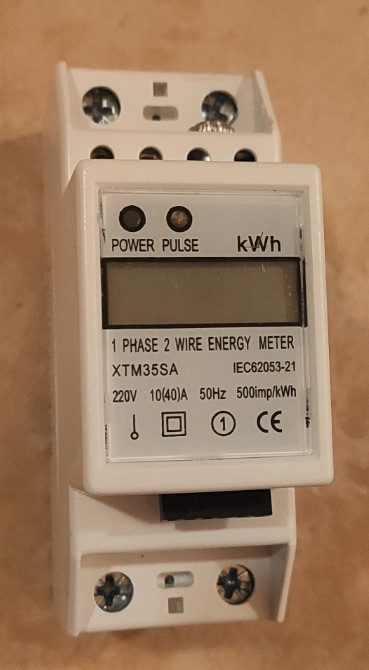 POWER PULSE kWh
1 PHASE 2 WIRE ENERGY METER
XTM35SA IEC62053-21
220V 10(40)A 50Hz 500imp/kWh
1 CE